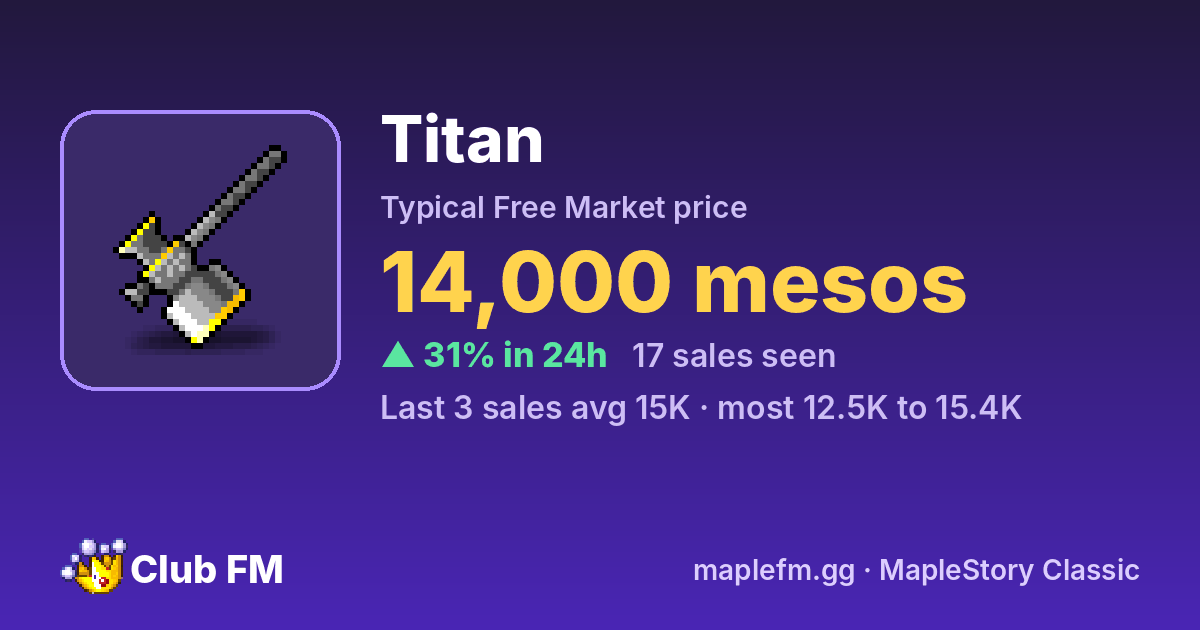 Titan
Typical Free Market price
14,000 mesos
▲ 31% in 24h 17 sales seen
Last 3 sales avg 15K · most 12.5K to 15.4K
Club FM
maplefm.gg · MapleStory Classic